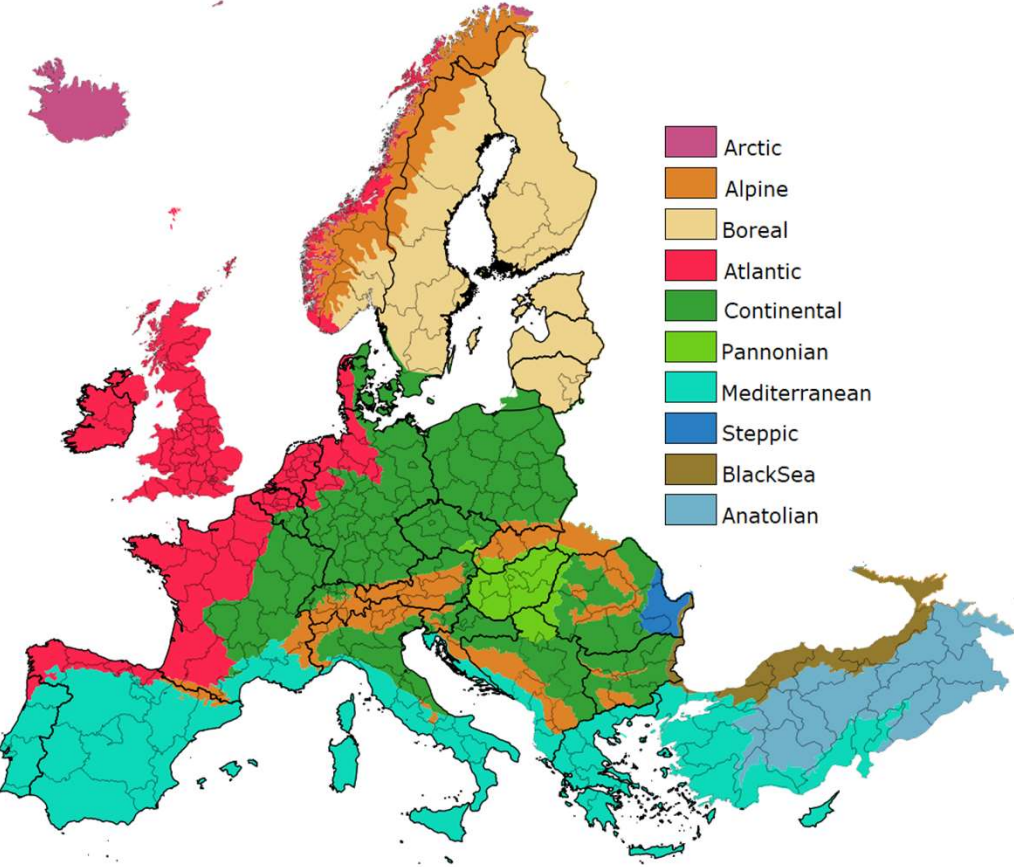 Arctic
Alpine
Boreal
Atlantic
Continental
Pannonian
Mediterranean
Steppic
BlackSea
Anatolian